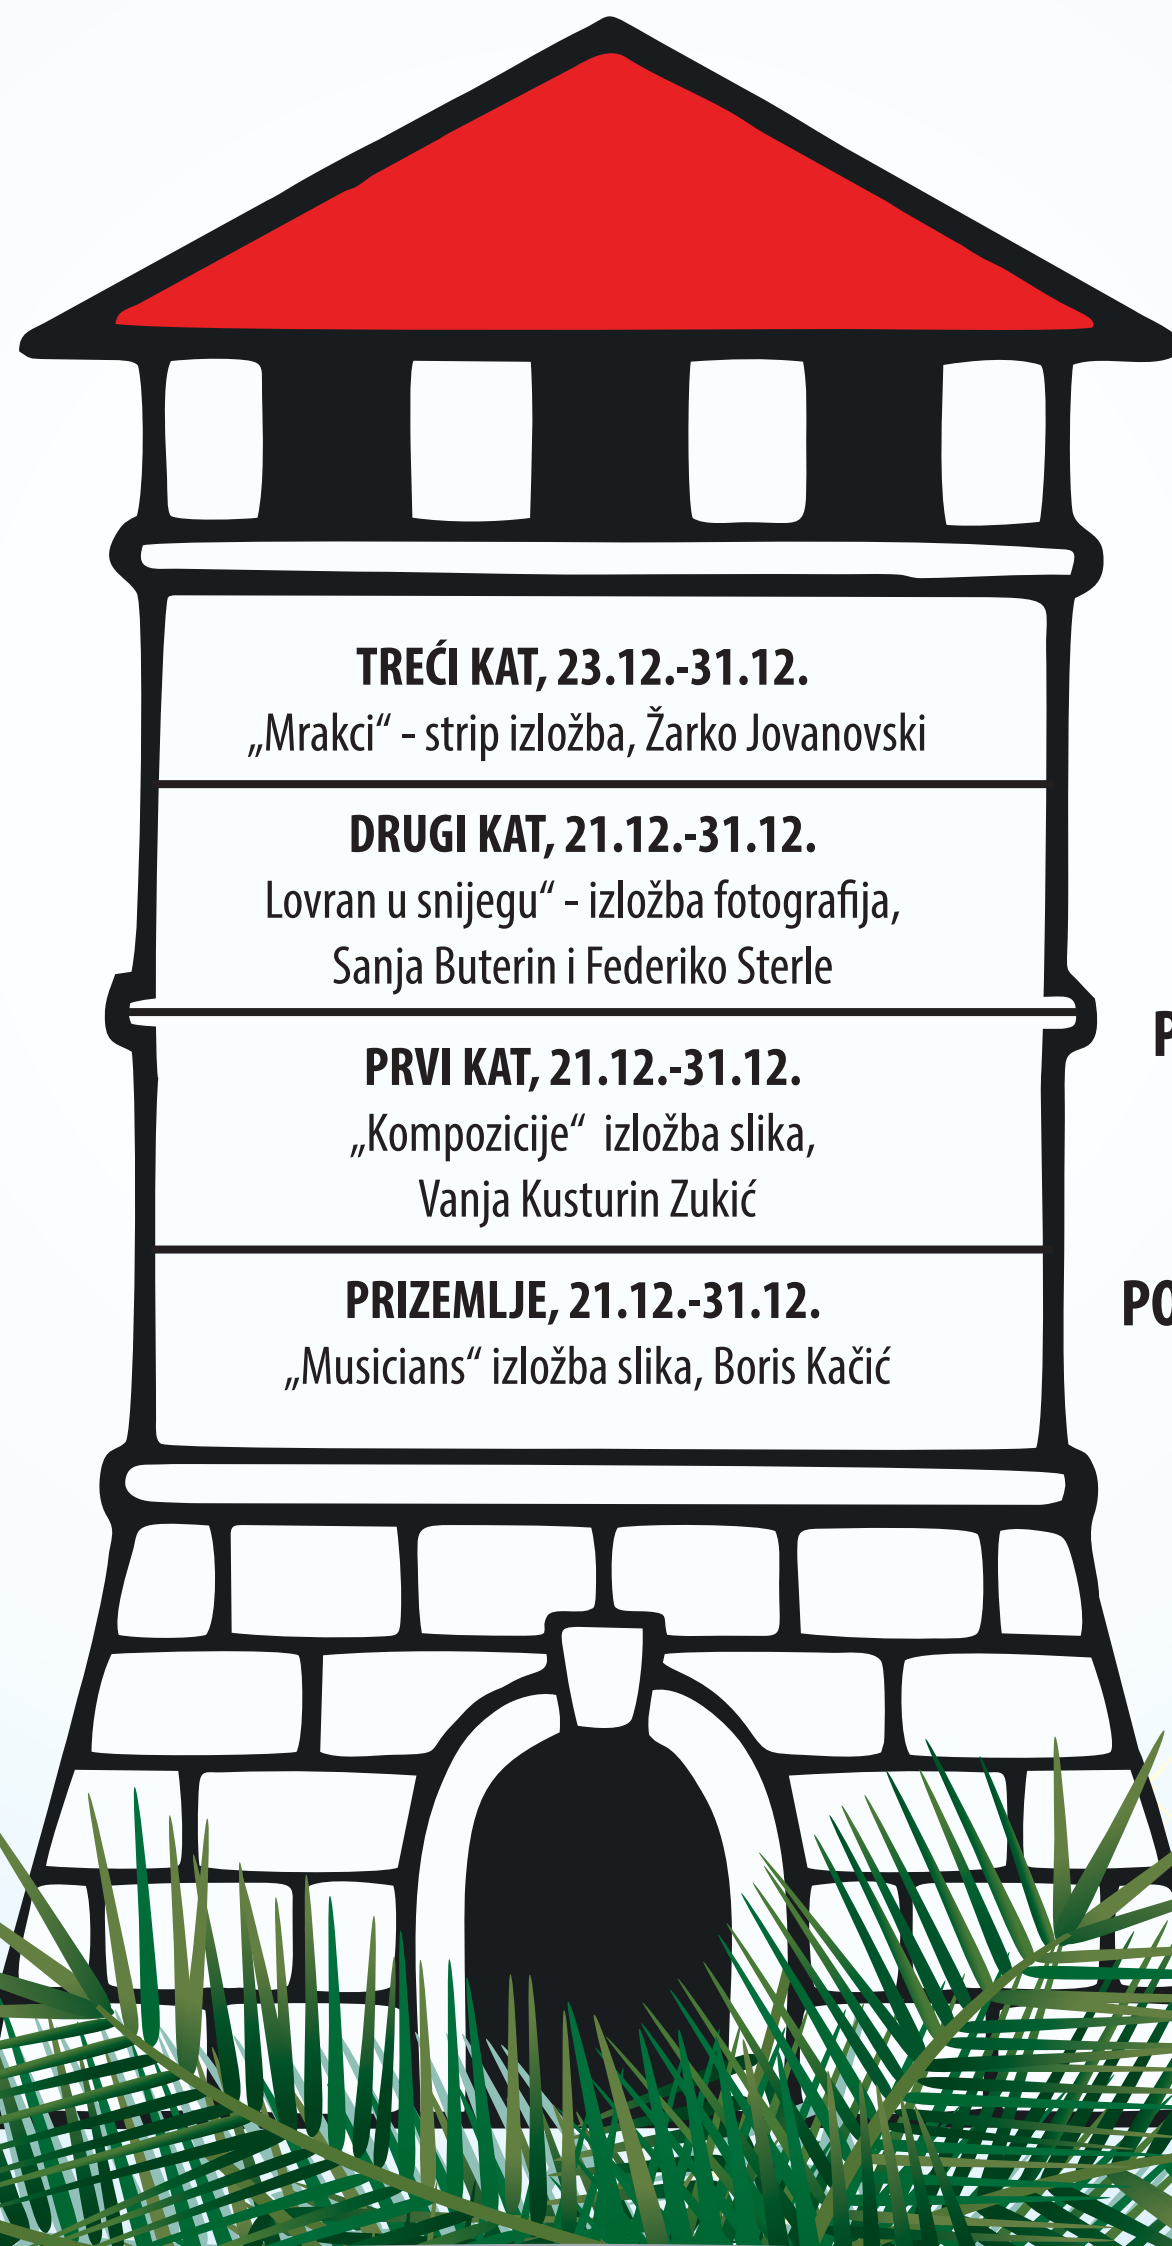 TREĆI KAT, 23.12.-31.12.
„Mrakci“ - strip izložba, Žarko Jovanovski
DRUGI KAT, 21.12.-31.12.
Lovran u snijegu“ - izložba fotografija,
Sanja Buterin i Federiko Sterle
PRVI KAT, 21.12.-31.12.
„Kompozicije“ izložba slika,
Vanja Kusturin Zukić
PRIZEMLJE, 21.12.-31.12.
„Musicians“ izložba slika, Boris Kačić